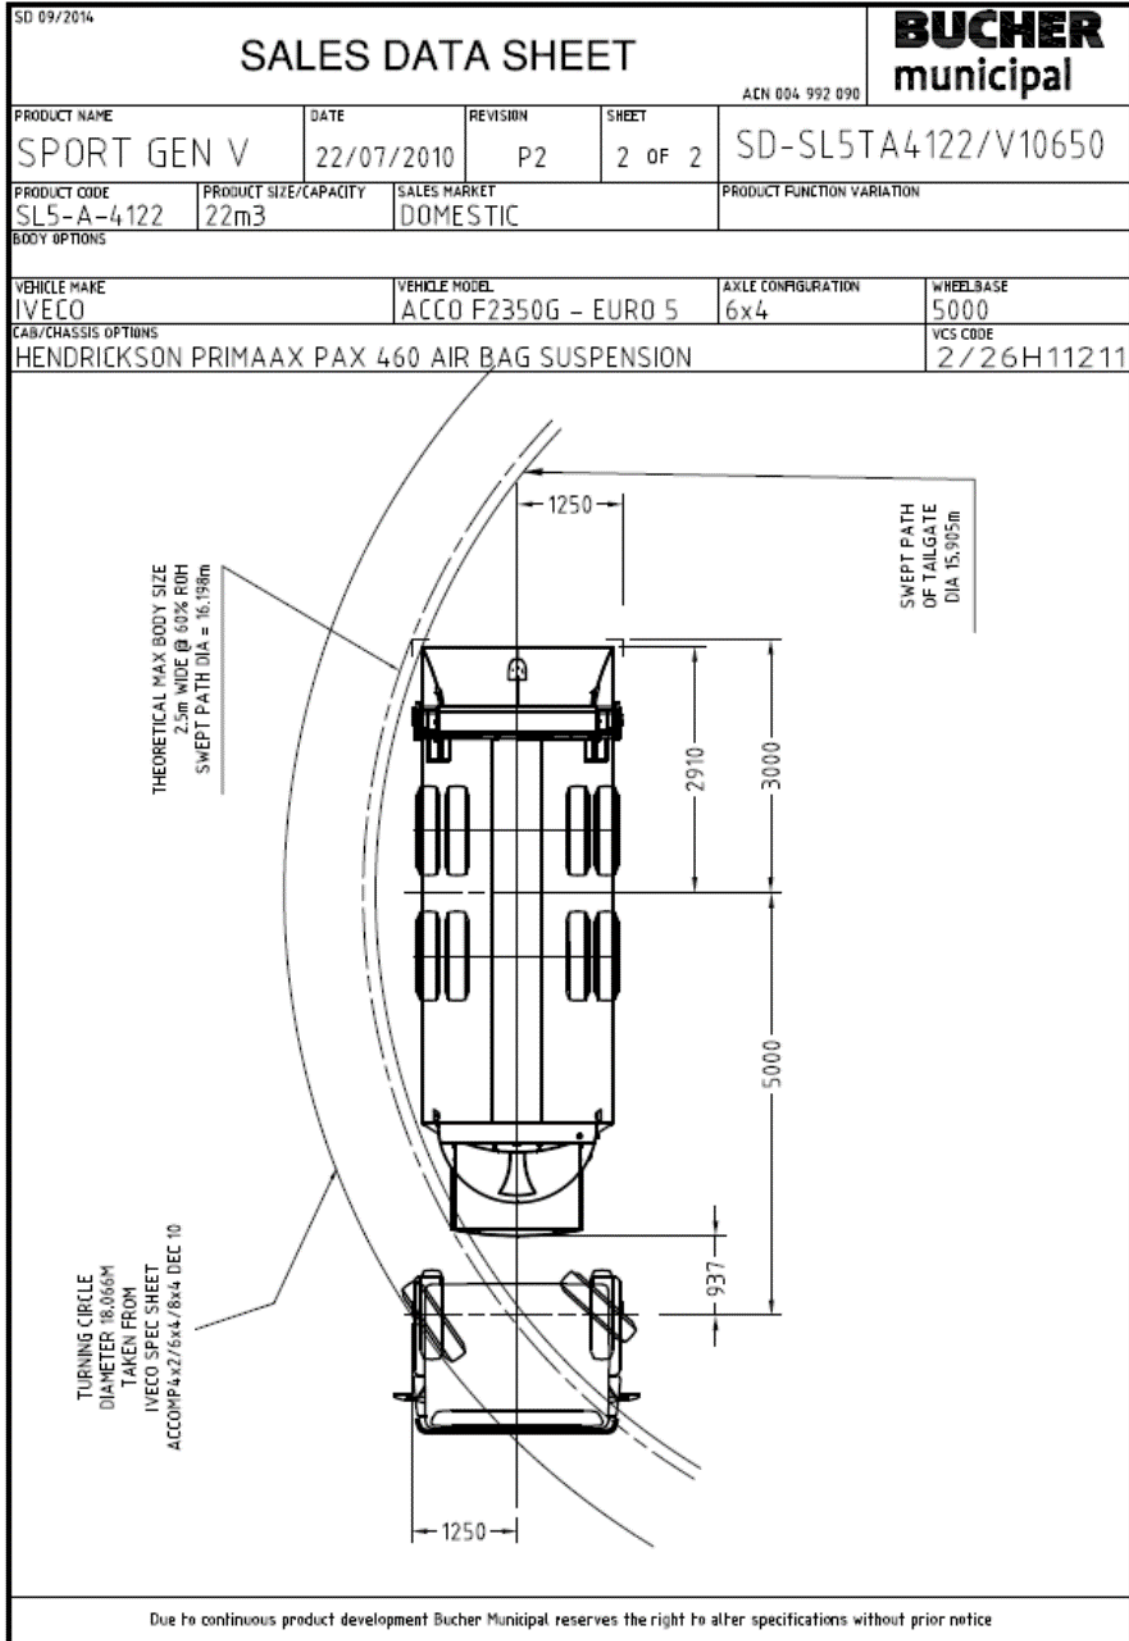 SD 09/2014
SALES DATA SHEET
ACN 004 992 090
BUCHER
municipal
PRODUCT NAME
SPORT GEN V
DATE
22/07/2010
REVISION
P2
SHEET
2 OF 2
SD-SL5TA4122/V10650
PRODUCT CODE
SL5-A-4122
PRODUCT SIZE/CAPACITY
22m3
SALES MARKET
DOMESTIC
PRODUCT FUNCTION VARIATION
BODY OPTIONS
VEHICLE MAKE
IVECO
VEHICLE MODEL
ACCO F2350G - EURO 5
AXLE CONFIGURATION
6x4
WHEELBASE
5000
CAB/CHASSIS OPTIONS
HENDRICKSON PRIMAAX PAX 460 AIR BAG SUSPENSION
VCS CODE
2/26H11211
1250
SWEPT PATH
OF TAILGATE
DIA 15.905m
THEORETICAL MAX BODY SIZE
2.5m WIDE @ 60% ROH
SWEPT PATH DIA = 16.198m
2910
3000
5000
937
TURNING CIRCLE
DIAMETER 18.066M
TAKEN FROM
IVECO SPEC SHEET
ACCOMP4x2/6x4/8x4 DEC 10
1250
Due to continuous product development Bucher Municipal reserves the right to alter specifications without prior notice